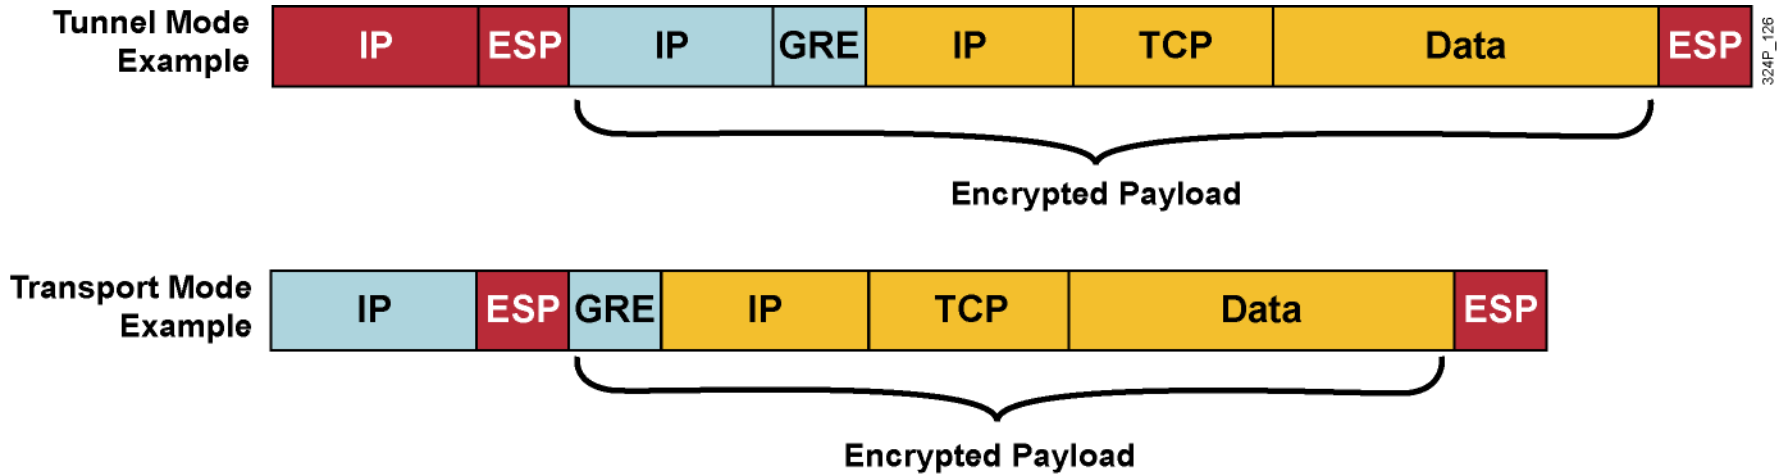 Tunnel Mode
Example
IP ESP IP GRE IP TCP Data ESP
324P_126
Encrypted Payload
Transport Mode
Example
IP ESP GRE IP TCP Data ESP
Encrypted Payload